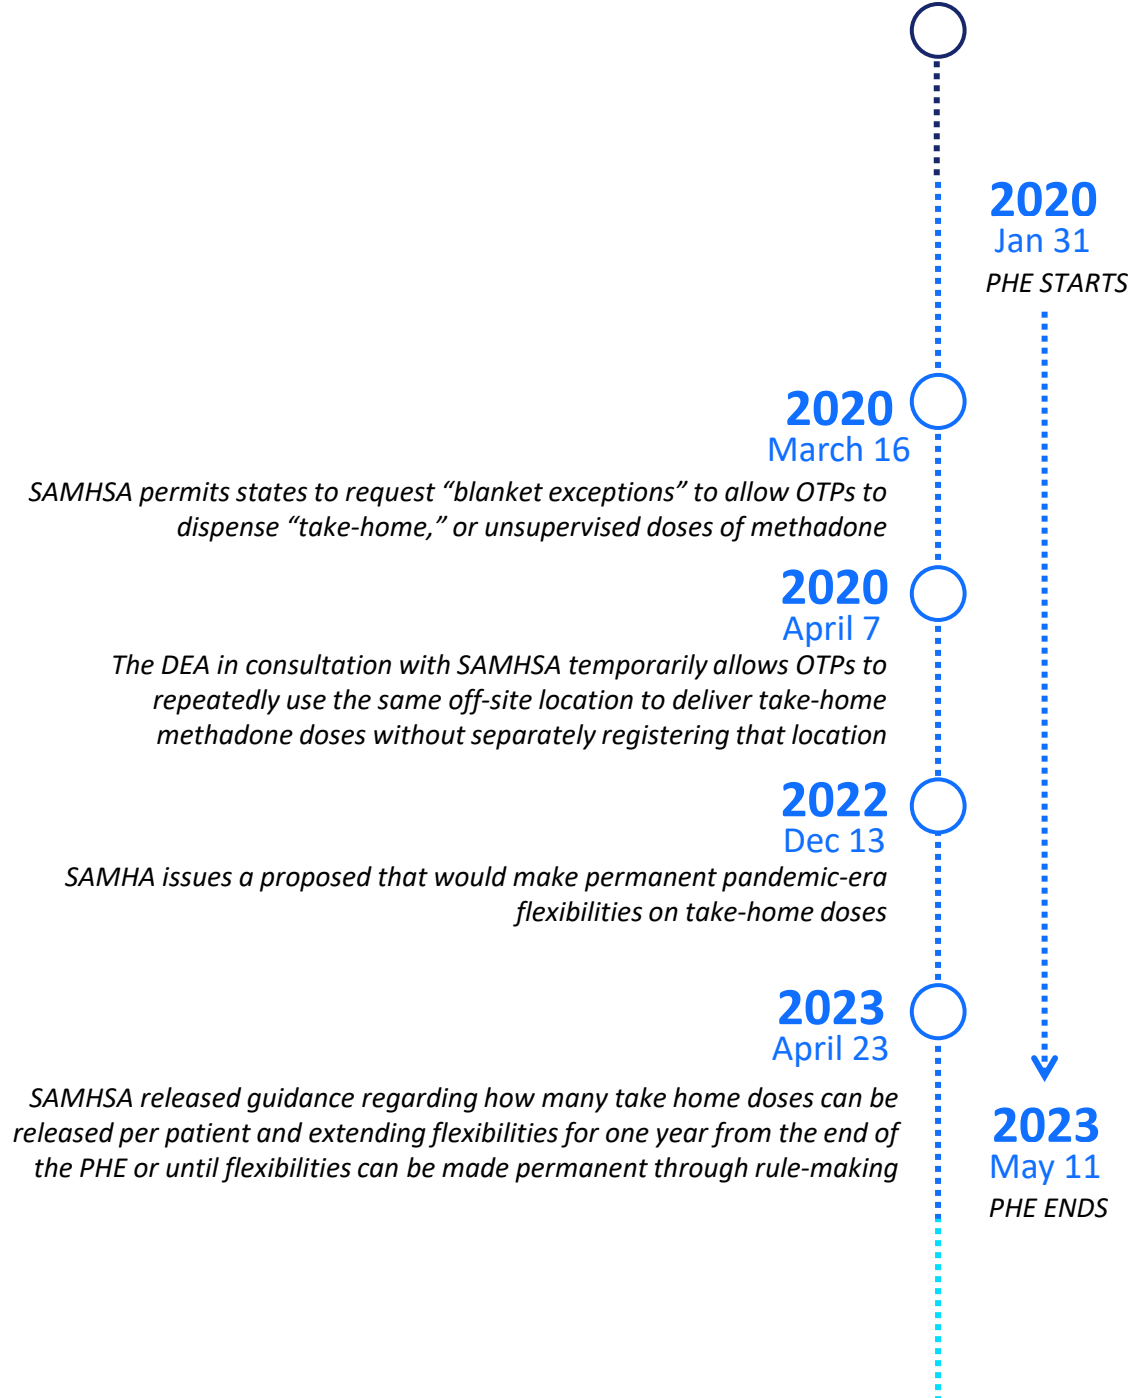 2020
Jan 31
PHE STARTS
2020
March 16
SAMHSA permits states to request “blanket exceptions” to allow OTPs to
dispense “take-home,” or unsupervised doses of methadone
2020
April 7
The DEA in consultation with SAMHSA temporarily allows OTPs to
repeatedly use the same off-site location to deliver take-home
methadone doses without separately registering that location
2022
Dec 13
SAMHA issues a proposed that would make permanent pandemic-era
flexibilities on take-home doses
2023
April 23
SAMHSA released guidance regarding how many take home doses can be
released per patient and extending flexibilities for one year from the end of
the PHE or until flexibilities can be made permanent through rule-making
2023
May 11
PHE ENDS